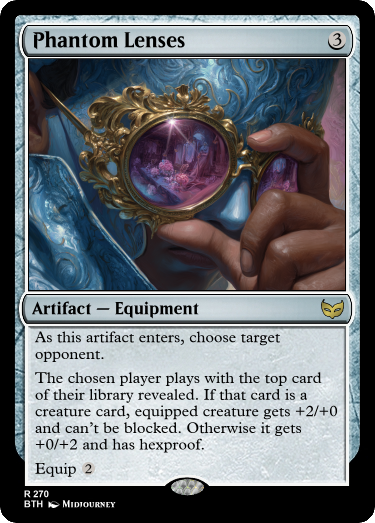 Phantom Lenses 3
Artifact — Equipment
As this artifact enters, choose target
opponent.
The chosen player plays with the top card
of their library revealed. If that card is a
creature card, equipped creature gets +2/+0
and can't be blocked. Otherwise it gets
+0/+2 and has hexproof.
Equip 2
R 270
BTH Midjourney